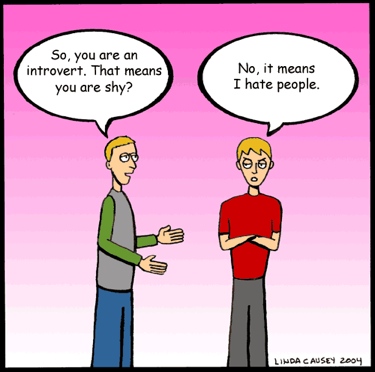 So, you are an
introvert. That means
you are shy?
No, it means
I hate people.
LINDA CAUSEY 2004